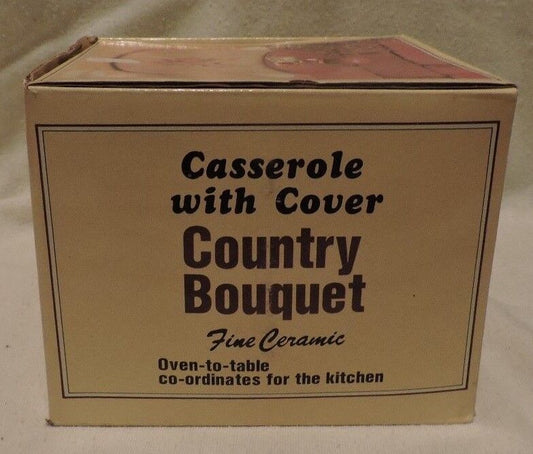 Casserole
with Cover
Country
Bouquet
Fine Ceramic
Oven-to-table
co-ordinates for the kitchen